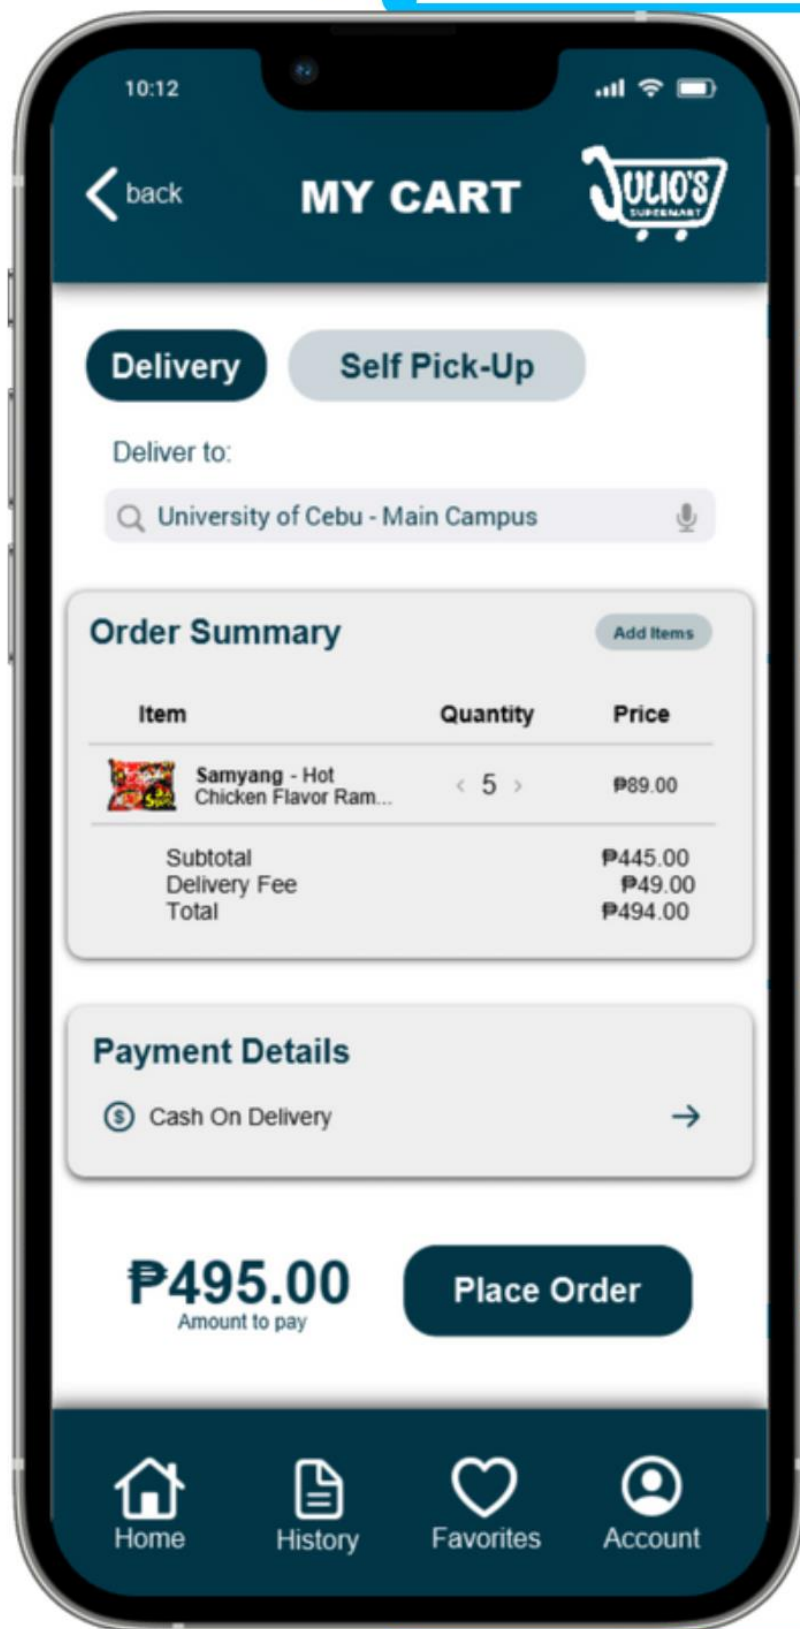 10:12
back
MY CART
JULIO'S
SUPERMART
Delivery
Self Pick-Up
Deliver to:
University of Cebu - Main Campus
Order Summary
Add Items
Item Quantity Price
Samyang - Hot
Chicken Flavor Ram...
< 5 >
₱89.00
Subtotal ₱445.00
Delivery Fee ₱49.00
Total ₱494.00
Payment Details
Cash On Delivery
₱495.00
Amount to pay
Place Order
Home
History
Favorites
Account